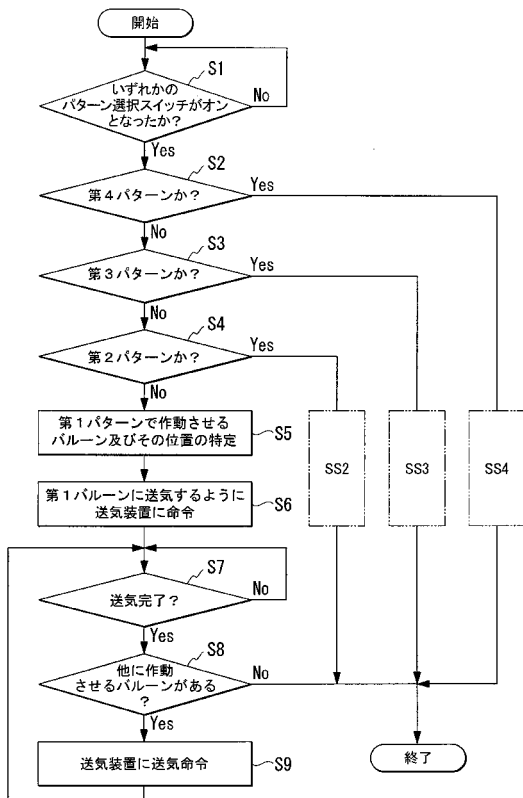 開始
S1
いずれかの
パターン選択スイッチがオン
となったか?
No
Yes
S2
第4パターンか?
Yes
No
S3
第3パターンか?
Yes
No
S4
第2パターンか?
Yes
No
第1パターンで作動させる
バルーン及びその位置の特定
S5
SS2
SS3
SS4
第1バルーンに送気するように
送気装置に命令
S6
S7
送気完了?
No
Yes
S8
他に作動
させるバルーンがある
?
No
Yes
送気装置に送気命令
S9
終了